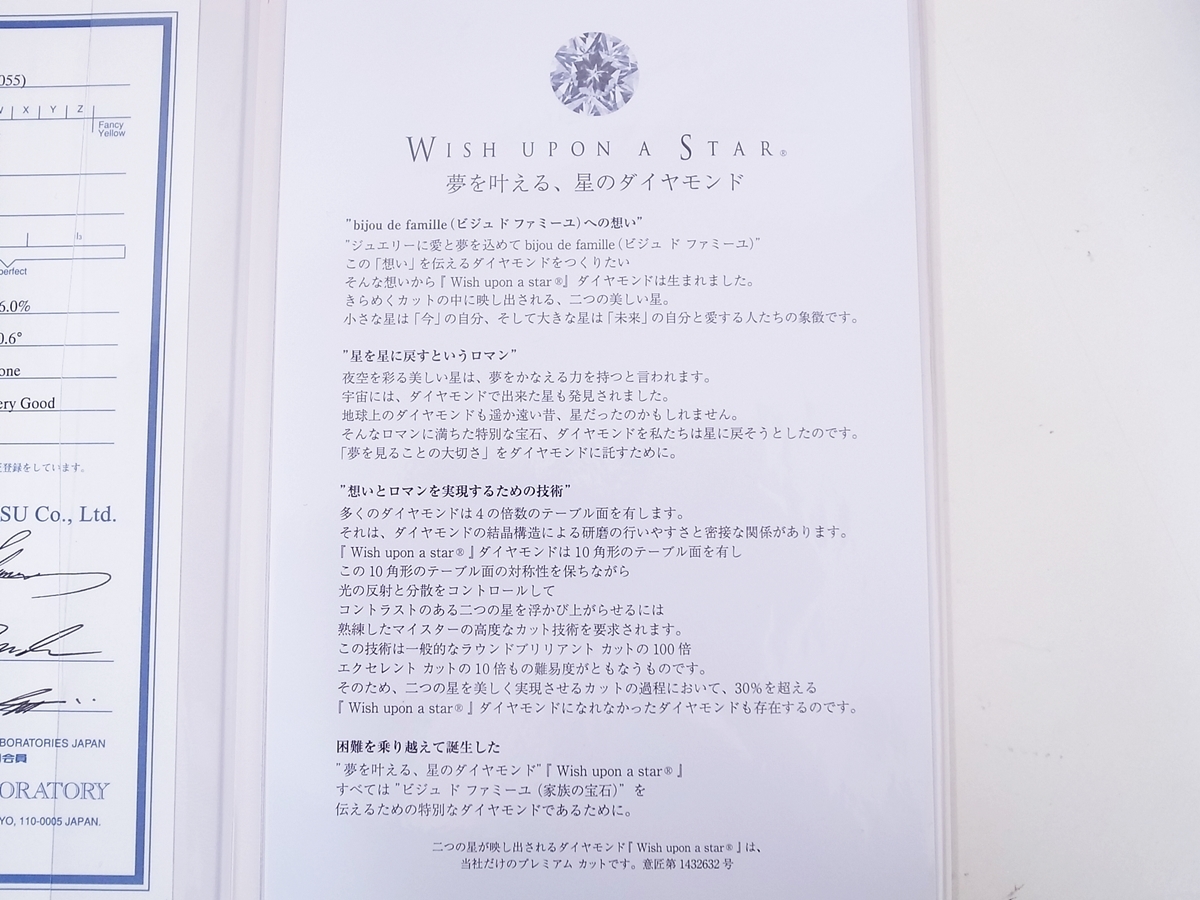 055)
W X Y Z
Fancy
Yellow
I3
perfect
6.0%
0.6°
one
ery Good
登録をしています。
SU Co., Ltd.
BORATORIES JAPAN
会員
ORATORY
YO, 110-0005 JAPAN.
WISH UPON A STAR®
夢を叶える、星のダイヤモンド
"bijou de famille（ビジュ ド ファミーユ）への想い"
"ジュエリーに愛と夢を込めて bijou de famille（ビジュ ド ファミーユ）"
この「想い」を伝えるダイヤモンドをつくりたい
そんな想いから『 Wish upon a star®』 ダイヤモンドは生まれました。
きらめくカットの中に映し出される、二つの美しい星。
小さな星は「今」の自分、そして大きな星は「未来」の自分と愛する人たちの象徴です。
"星を星に戻すというロマン"
夜空を彩る美しい星は、夢をかなえる力を持つと言われます。
宇宙には、ダイヤモンドで出来た星も発見されました。
地球上のダイヤモンドも遥か遠い昔、星だったのかもしれません。
そんなロマンに満ちた特別な宝石、ダイヤモンドを私たちは星に戻そうとしたのです。
「夢を見ることの大切さ」をダイヤモンドに託すために。
"想いとロマンを実現するための技術"
多くのダイヤモンドは 4 の倍数のテーブル面を有します。
それは、ダイヤモンドの結晶構造による研磨の行いやすさと密接な関係があります。
『 Wish upon a star® 』ダイヤモンドは 10 角形のテーブル面を有し
この 10 角形のテーブル面の対称性を保ちながら
光の反射と分散をコントロールして
コントラストのある二つの星を浮かび上がらせるには
熟練したマイスターの高度なカット技術を要求されます。
この技術は一般的なラウンドブリリアント カットの 100 倍
エクセレント カットの 10 倍もの難易度がともなうものです。
そのため、二つの星を美しく実現させるカットの過程において、30%を超える
『 Wish upon a star® 』ダイヤモンドになれなかったダイヤモンドも存在するのです。
困難を乗り越えて誕生した
"夢を叶える、星のダイヤモンド"『 Wish upon a star® 』
すべては "ビジュ ド ファミーユ（家族の宝石）" を
伝えるための特別なダイヤモンドであるために。
二つの星が映し出されるダイヤモンド『 Wish upon a star® 』は、
当社だけのプレミアム カットです。意匠第 1432632 号